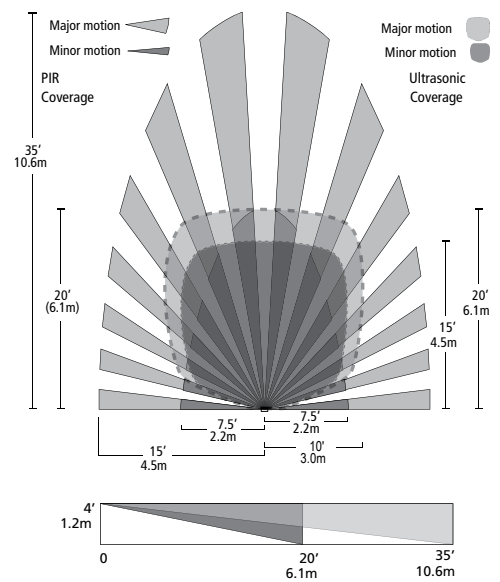 Major motion
Minor motion
PIR
Coverage
Major motion
Minor motion
Ultrasonic
Coverage
35'
10.6m
20'
(6.1m)
20'
6.1m
15'
4.5m
7.5'
2.2m
7.5'
2.2m
15'
4.5m
10'
3.0m
4'
1.2m
0
20'
6.1m
35'
10.6m